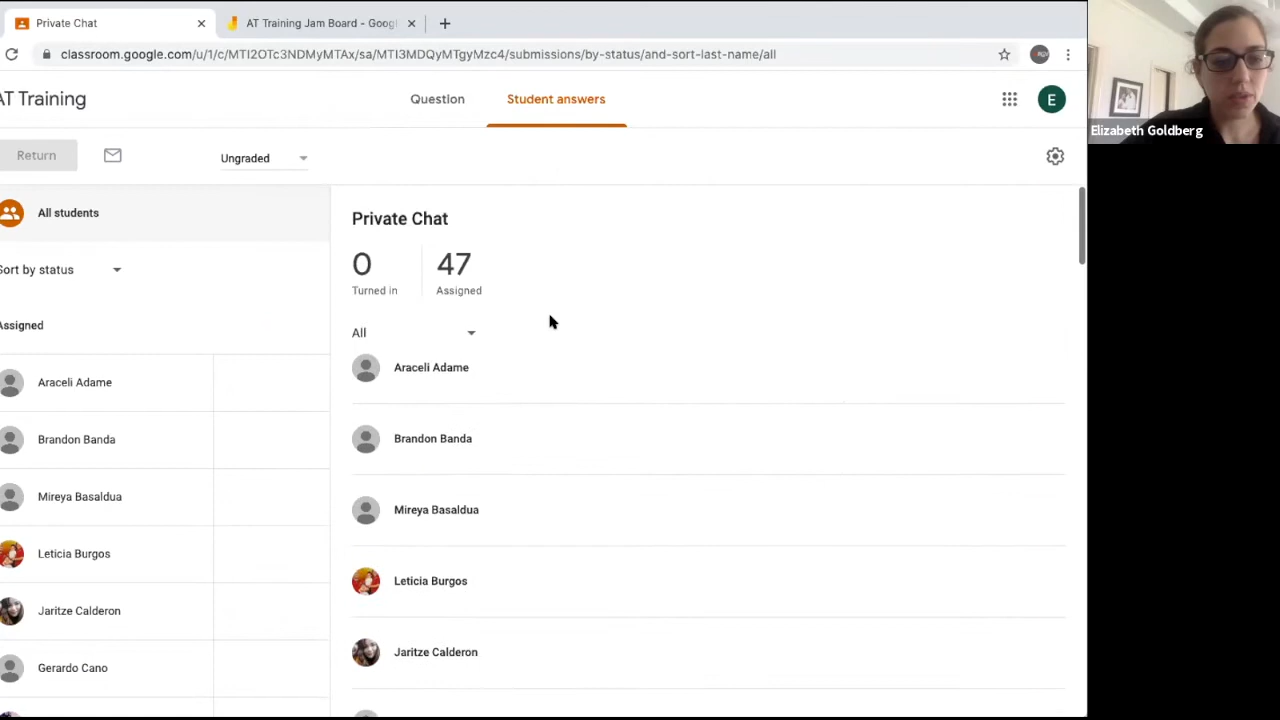 Private Chat
AT Training Jam Board - Goog
classroom.google.com/u/1/c/MTI2OTc3NDMyMTAx/sa/MTI3MDQyMTgyMzc4/submissions/by-status/and-sort-last-name/all
AT Training
Question
Student answers
E
Return
Ungraded
All students
Sort by status
Assigned
Araceli Adame
Brandon Banda
Mireya Basaldua
Leticia Burgos
Jaritze Calderon
Gerardo Cano
Private Chat
0
47
Turned in
Assigned
All
Araceli Adame
Brandon Banda
Mireya Basaldua
Leticia Burgos
Jaritze Calderon
Elizabeth Goldberg